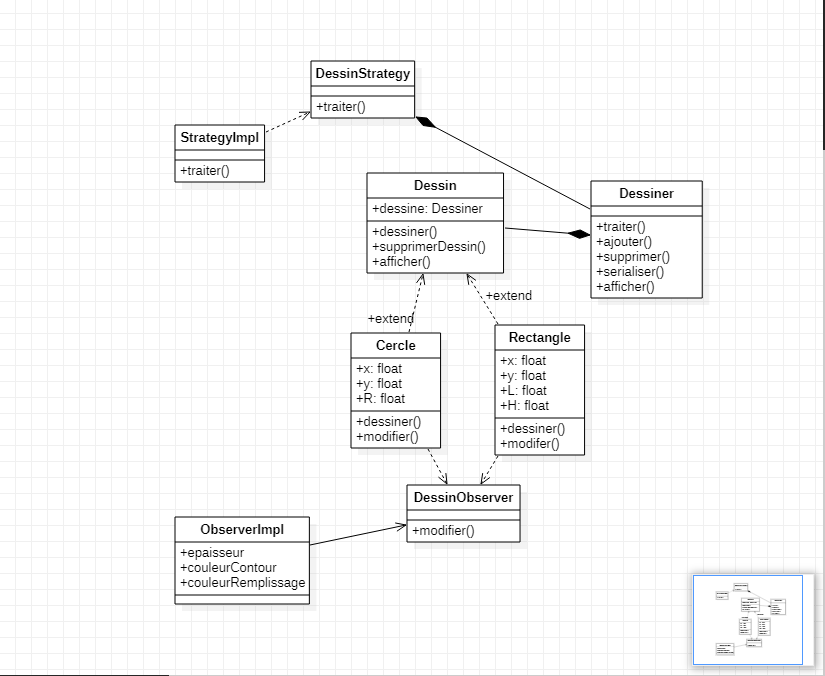 DessinStrategy
+traiter()
StrategyImpl
+traiter()
Dessin
+dessine: Dessiner
+dessiner()
+supprimerDessin()
+afficher()
Dessiner
+traiter()
+ajouter()
+supprimer()
+serialiser()
+afficher()
+extend
+extend
Cercle
+x: float
+y: float
+R: float
+dessiner()
+modifier()
Rectangle
+x: float
+y: float
+L: float
+H: float
+dessiner()
+modifer()
DessinObserver
+modifier()
ObserverImpl
+epaisseur
+couleurContour
+couleurRemplissage